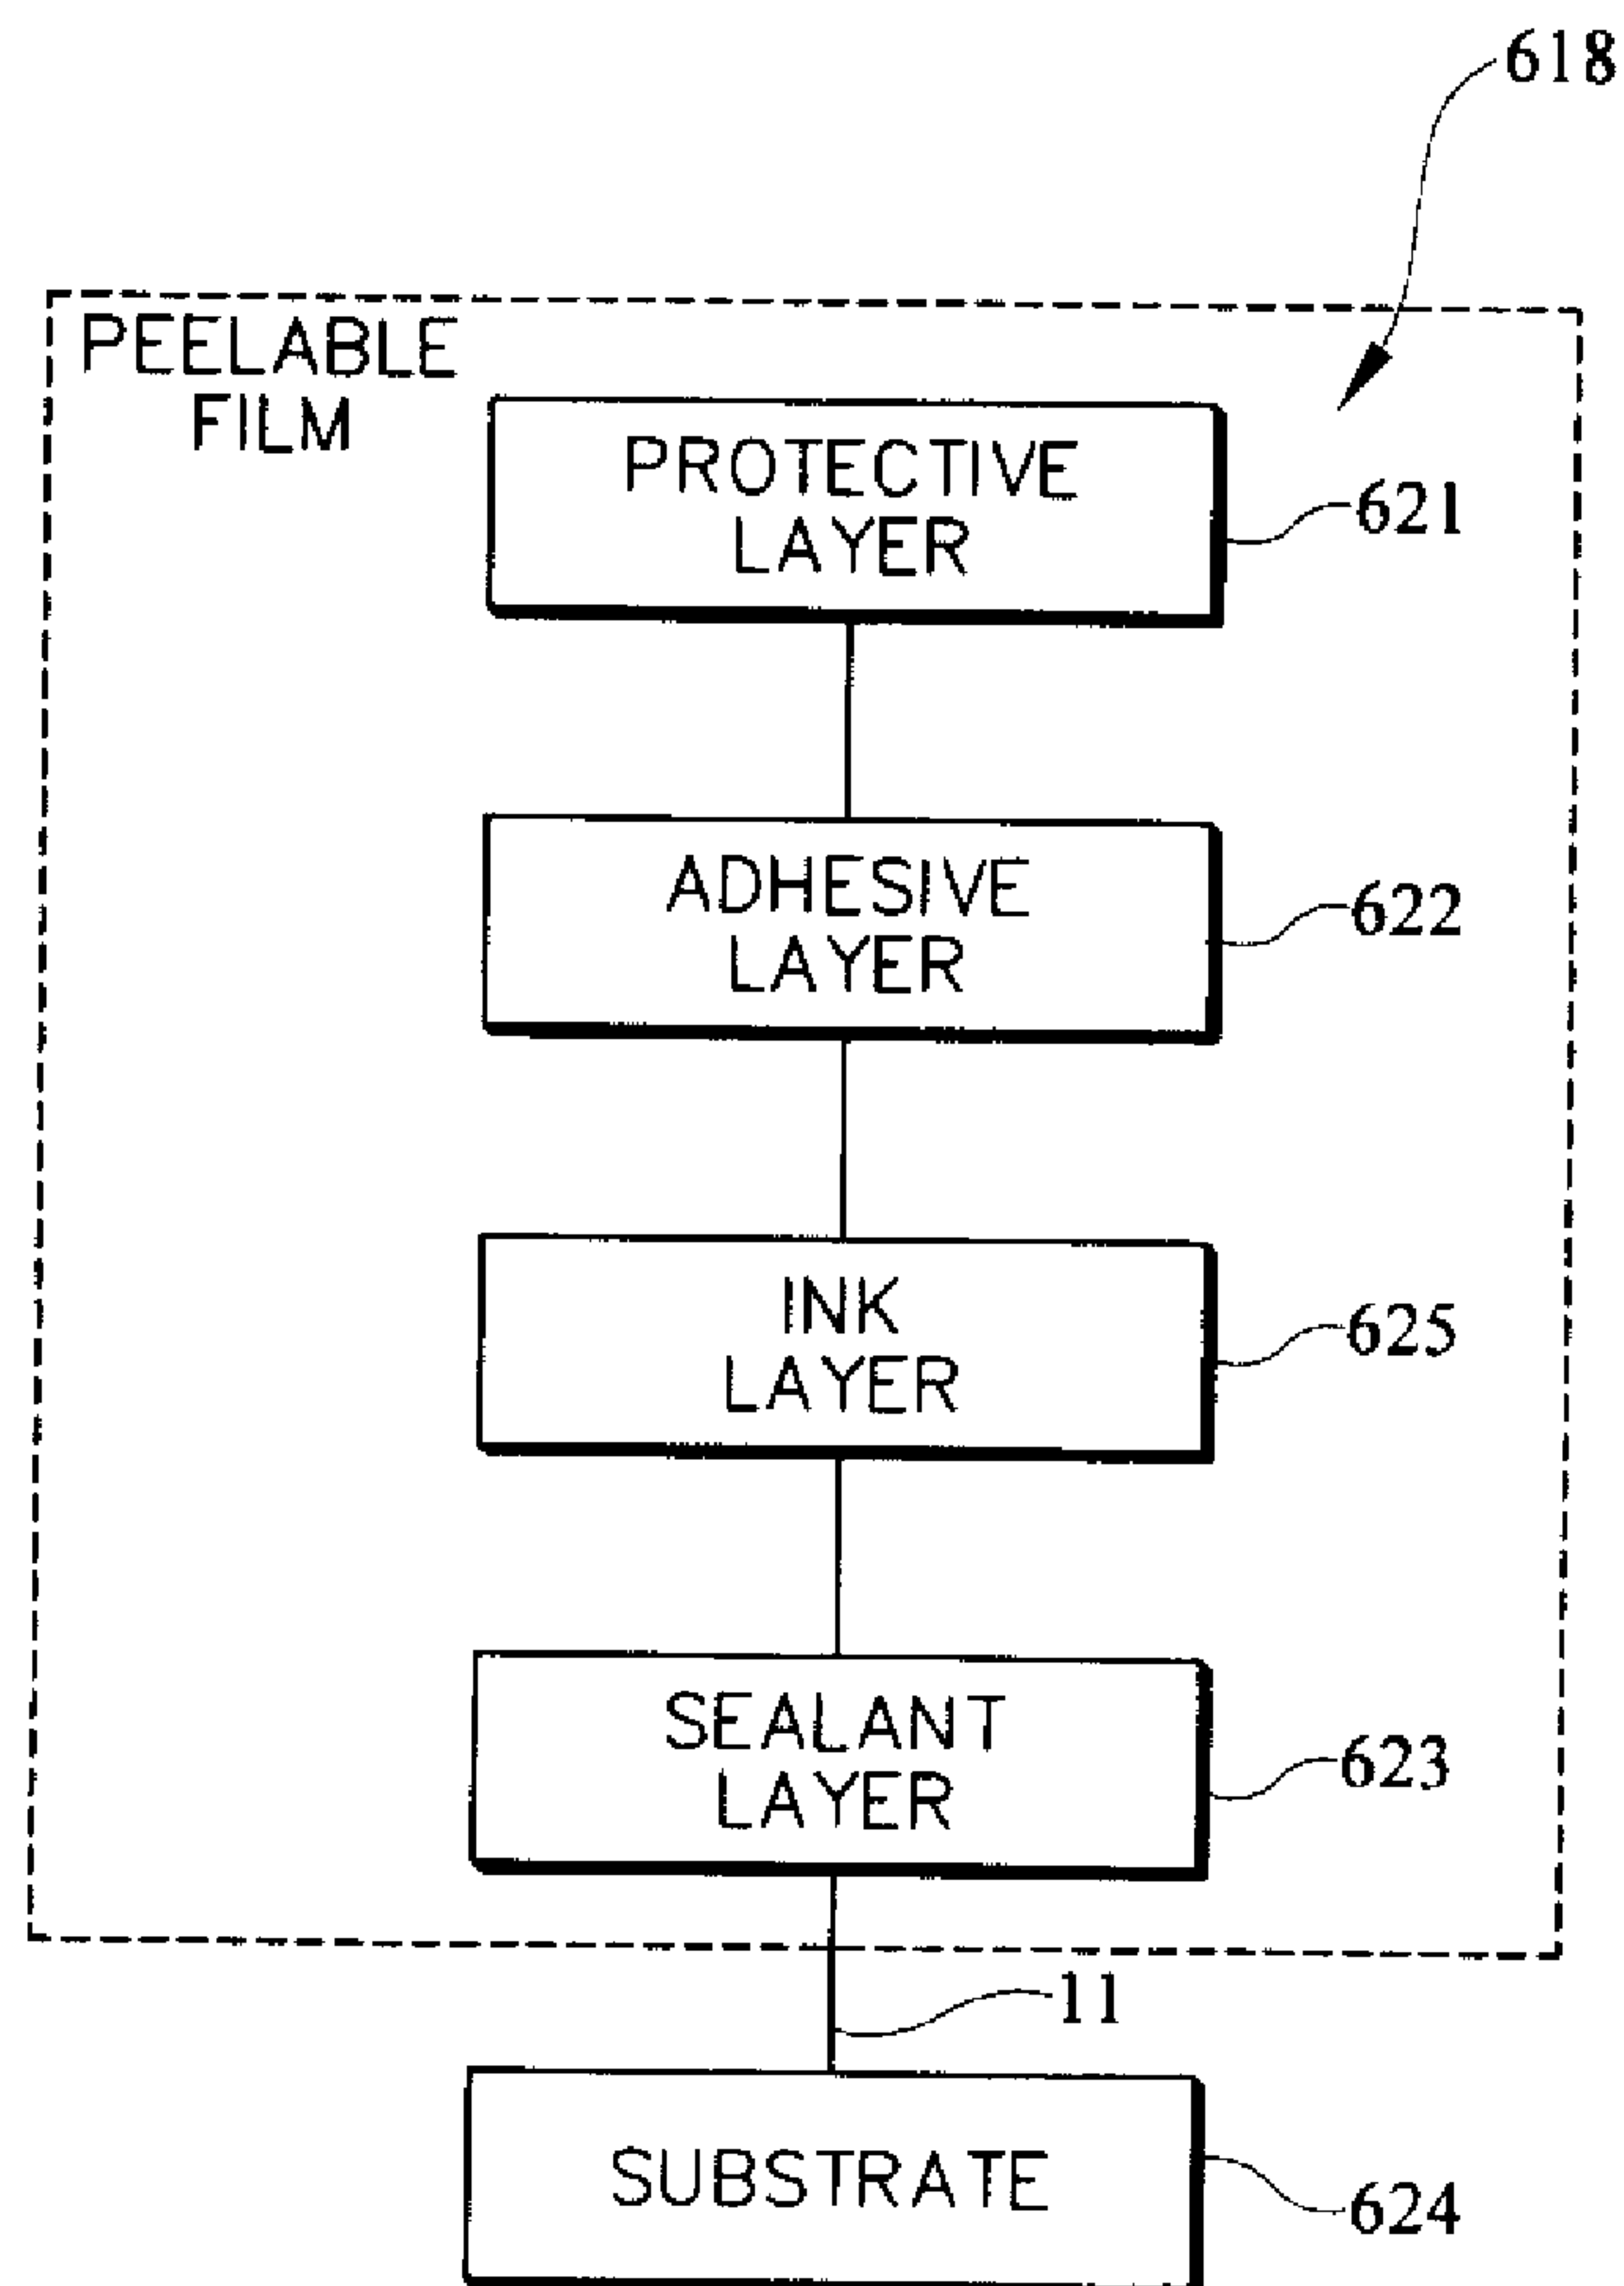 618
PEELABLE
FILM
PROTECTIVE
LAYER
621
ADHESIVE
LAYER
622
INK
LAYER
625
SEALANT
LAYER
623
11
SUBSTRATE
624